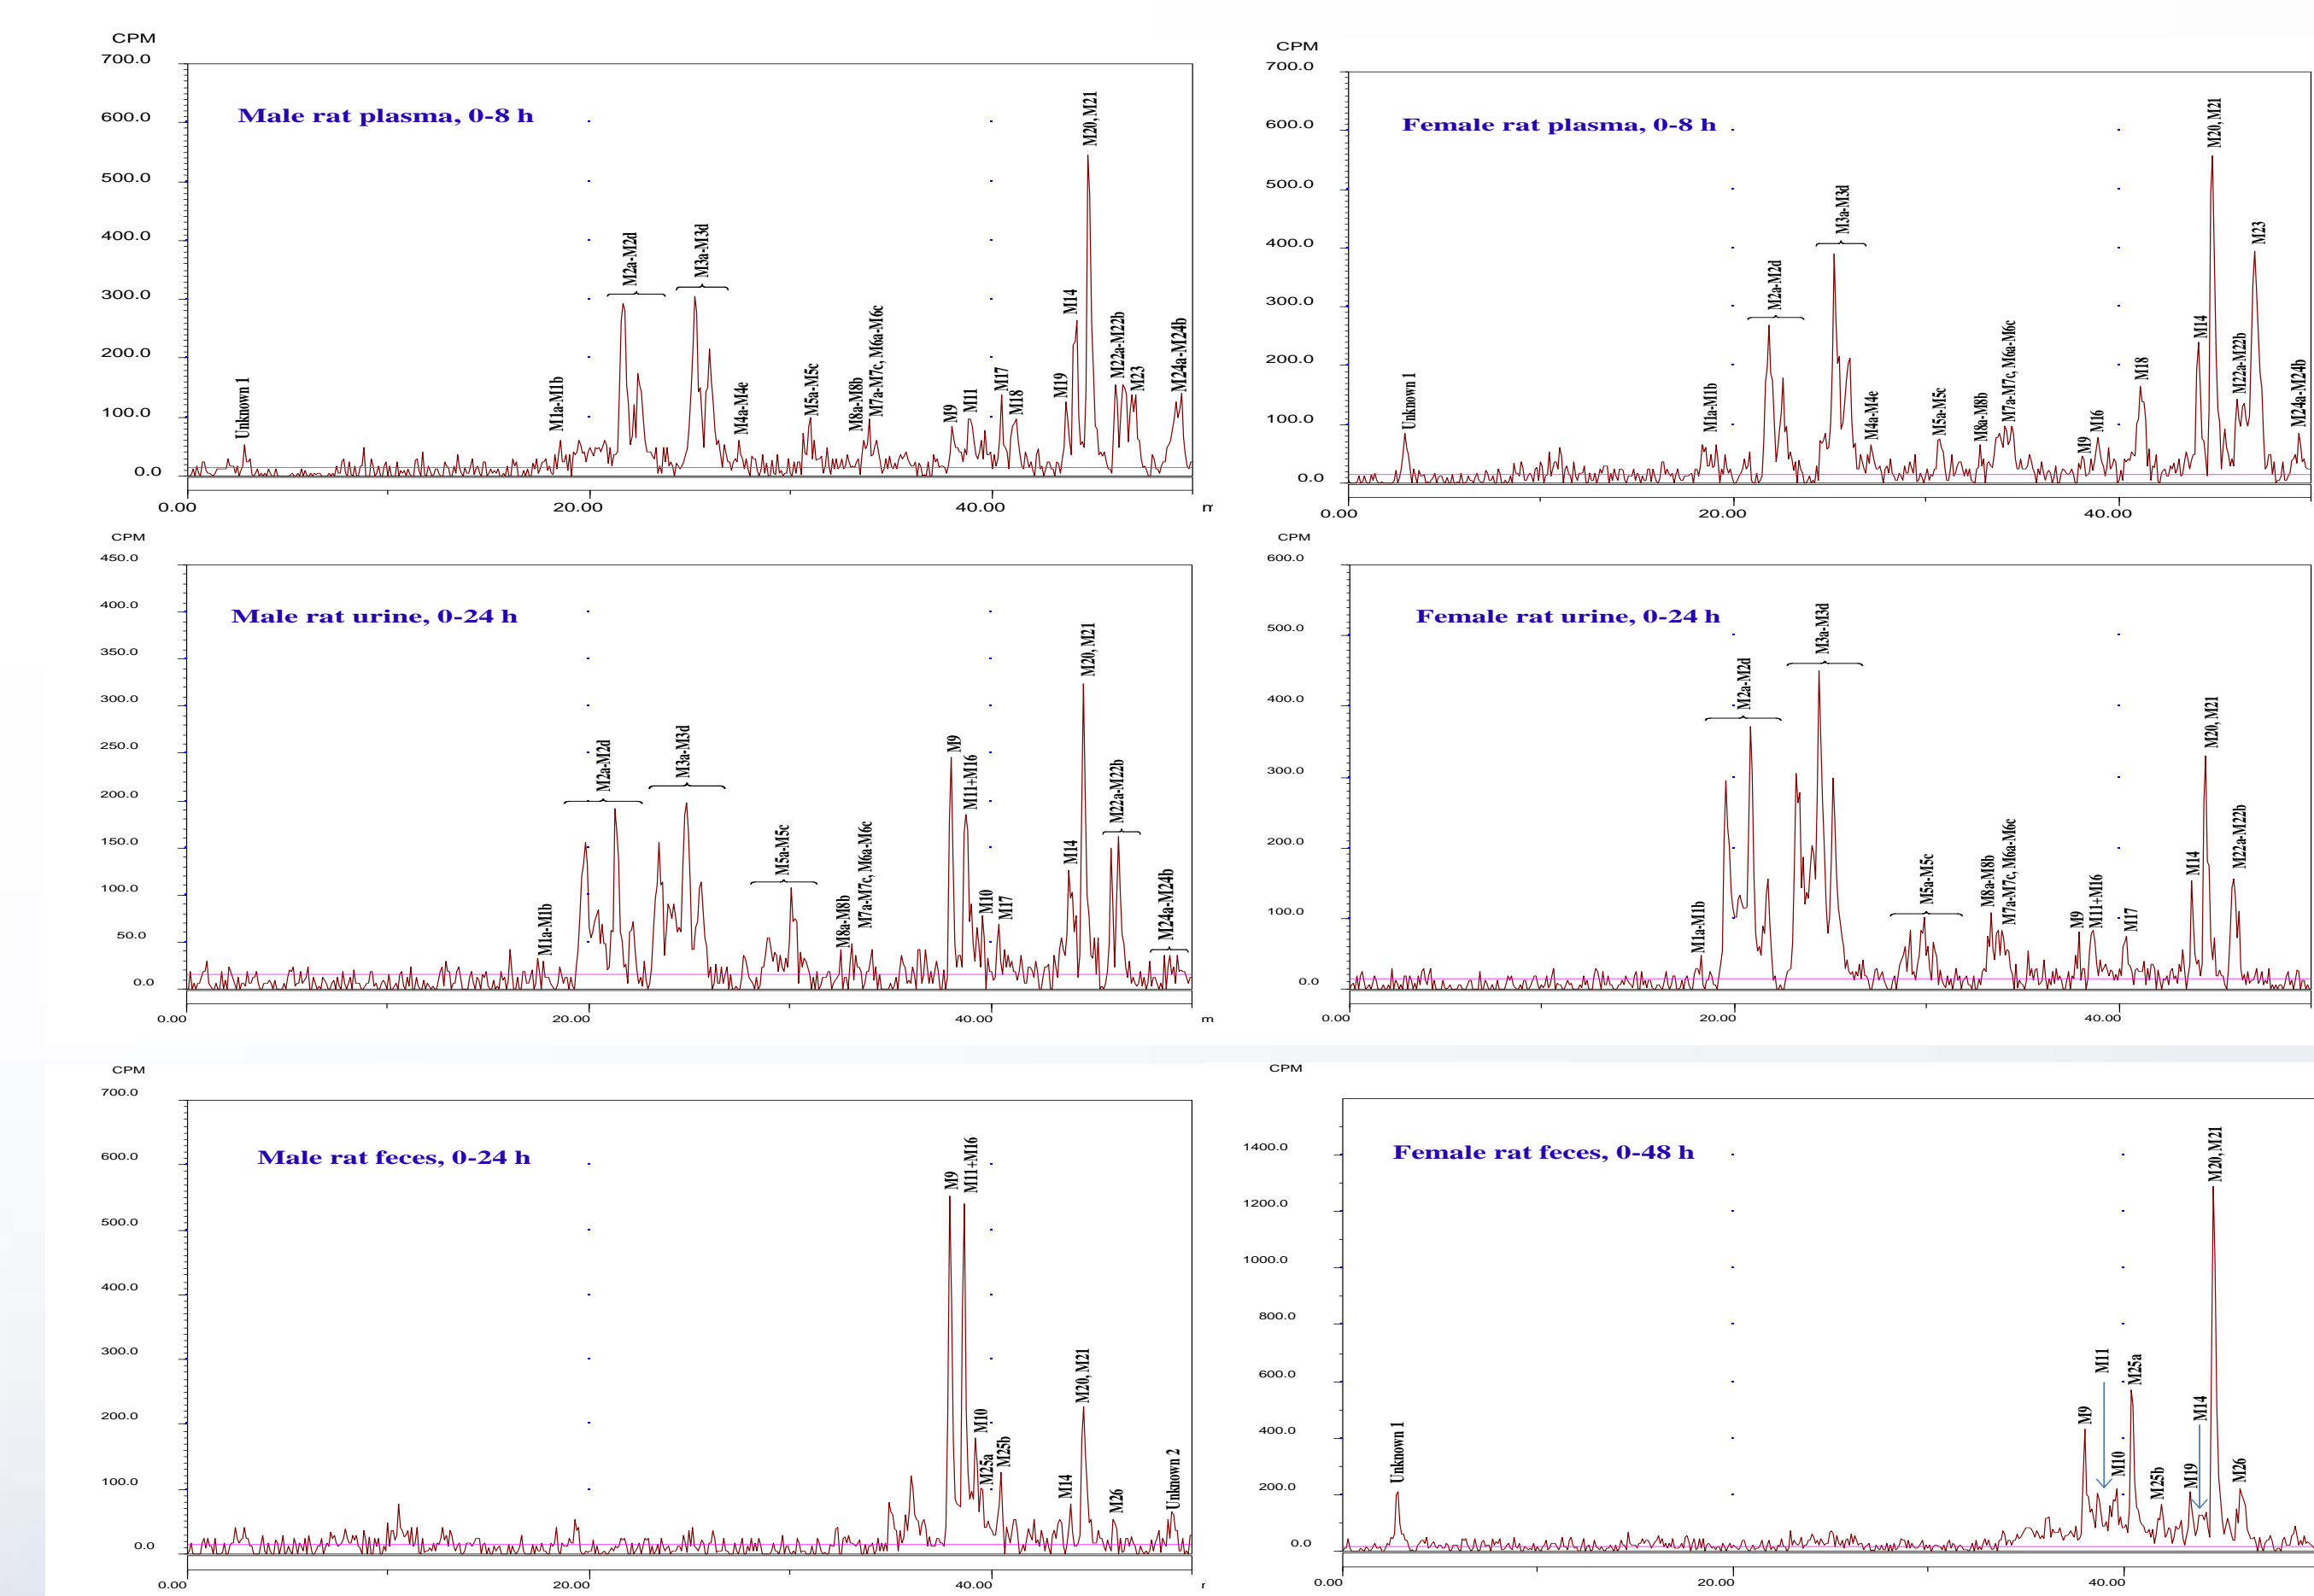 CPM
700.0
600.0
500.0
400.0
300.0
200.0
100.0
0.0
Male rat plasma, 0-8 h
Unknown 1
M1a-M1b
M2a-M2d
M3a-M3d
M4a-M4e
M5a-M5c
M8a-M8b
M7a-M7c, M6a-M6c
M9
M11
M17
M18
M19
M14
M20, M21
M22a-M22b
M23
M24a-M24b
0.00
20.00
40.00
CPM
700.0
600.0
500.0
400.0
300.0
200.0
100.0
0.0
Female rat plasma, 0-8 h
Unknown 1
M1a-M1b
M2a-M2d
M3a-M3d
M4a-M4e
M5a-M5c
M8a-M8b
M7a-M7c, M6a-M6c
M9
M16
M18
M14
M20, M21
M22a-M22b
M23
M24a-M24b
0.00
20.00
40.00
CPM
450.0
400.0
350.0
300.0
250.0
200.0
150.0
100.0
50.0
0.0
Male rat urine, 0-24 h
M1a-M1b
M2a-M2d
M3a-M3d
M5a-M5c
M8a-M8b
M7a-M7c, M6a-M6c
M9
M11+M16
M10
M17
M14
M20, M21
M22a-M22b
M24a-M24b
0.00
20.00
40.00
m
CPM
600.0
500.0
400.0
300.0
200.0
100.0
0.0
Female rat urine, 0-24 h
M1a-M1b
M2a-M2d
M3a-M3d
M5a-M5c
M8a-M8b
M7a-M7c, M6a-M6c
M9
M11+M16
M17
M14
M20, M21
M22a-M22b
0.00
20.00
40.00
CPM
700.0
600.0
500.0
400.0
300.0
200.0
100.0
0.0
Male rat feces, 0-24 h
M9
M11+M16
M10
M25a
M25b
M14
M20, M21
M26
Unknown 2
0.00
20.00
40.00
CPM
1400.0
1200.0
1000.0
800.0
600.0
400.0
200.0
0.0
Female rat feces, 0-48 h
Unknown 1
M9
M11
M10
M25a
M25b
M19
M14
M20, M21
M26
0.00
20.00
40.00